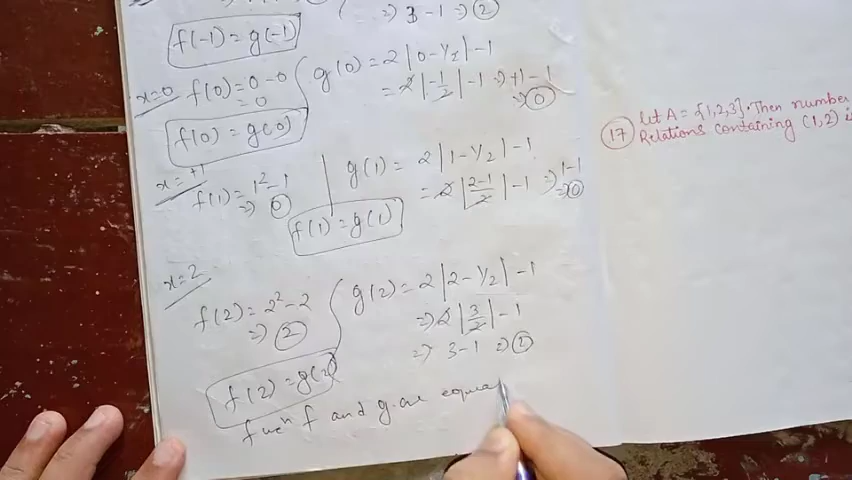 => 3-1 => 2
f(-1) = g(-1)
x=0 f(0) = 0-0
= 0
g(0) = 2|0-1/2|-1
= 2|-1/2|-1 => +1-1
=> 0
f(0) = g(0)
x=+1
f(1) = 1²-1
=> 0
g(1) = 2|1-1/2|-1
= 2|2-1/2|-1 => 1-1
=> 0
f(1) = g(1)
x=2
f(2) = 2²-2
=> 2
g(2) = 2|2-1/2|-1
=> 2|3/2|-1
=> 3-1 => 2
f(2) = g(2)
funcⁿ f and g are equa
17 Let A = {1,2,3}. Then number
Relations containing (1,2) i